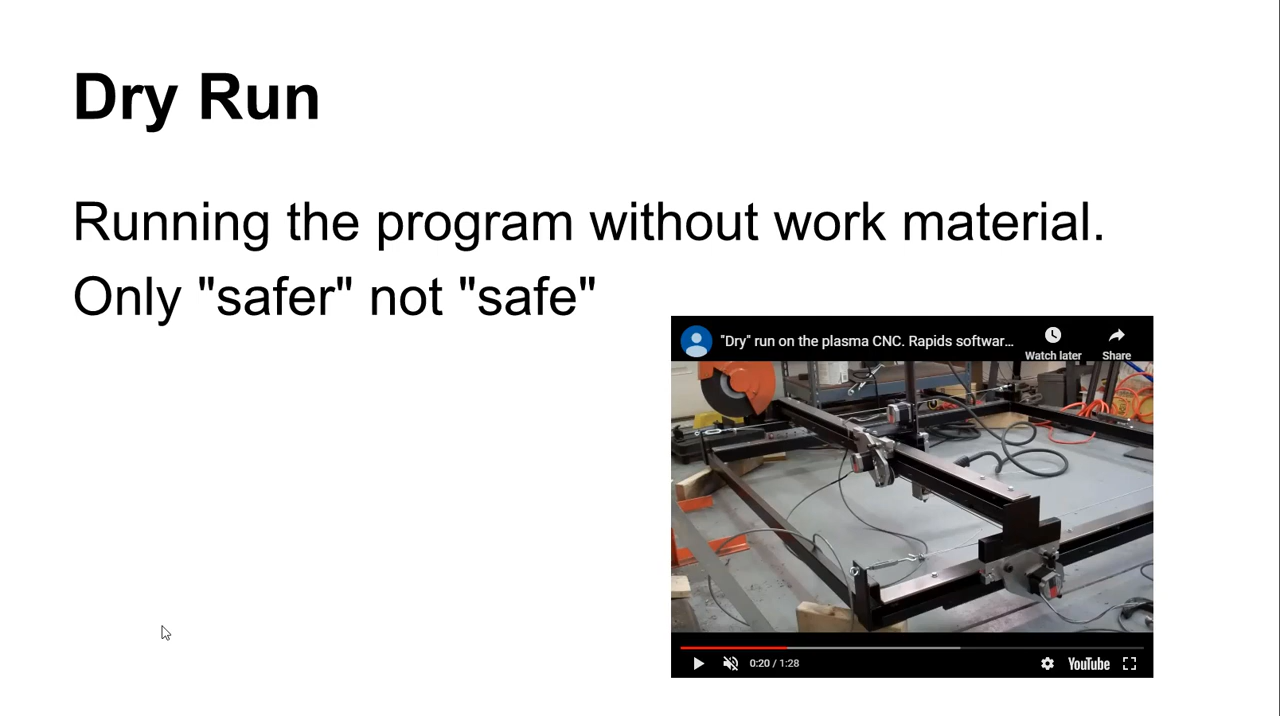 Dry Run
Running the program without work material.
Only "safer" not "safe"
"Dry" run on the plasma CNC. Rapids softwar...
Watch later
Share
0:20 / 1:28
YouTube